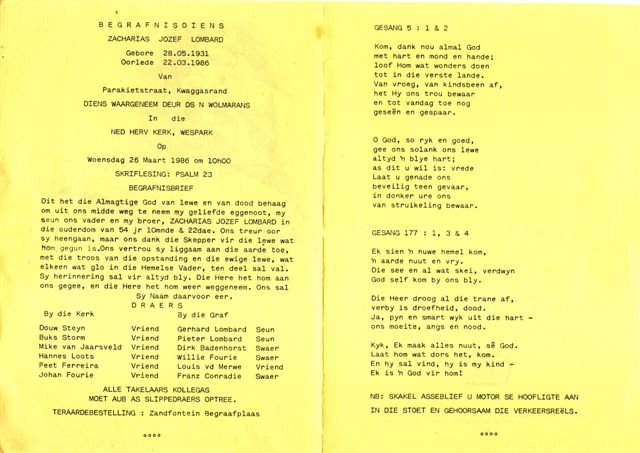 BEGRAFNISDIENS
ZACHARIAS JOZEF LOMBARD
Gebore 28.05.1931
Oorlede 22.03.1986
Van
Parakietstraat, Kwaggasrand
DIENS WAARGENEEM DEUR DS N WOLMARANS
In die
NED HERV KERK, WESPARK
Op
Woensdag 26 Maart 1986 om 10h00
SKRIFLESING: PSALM 23
BEGRAFNISBRIEF
Dit het die Almagtige God van lewe en van dood behaag
om uit ons midde weg te neem my geliefde eggenoot, my
seun ons vader en my broer, ZACHARIAS JOZEF LOMBARD in
die ouderdom van 54 jr 10mnde & 22dae. Ons treur oor
sy heengaan, maar ons dank die Skepper vir die lewe wat
hom gegun is.Ons vertrou sy liggaam aan die aarde toe,
met die troos van die opstanding en die ewige lewe, wat
elkeen wat glo in die Hemelse Vader, ten deel sal val.
Sy herinnering sal vir altyd bly. Die Here het hom aan
ons gegee, en die Here het hom weer weggeneem. Ons sal
Sy Naam daarvoor eer.
DRAERS
By die Kerk By die Graf
Douw Steyn Vriend Gerhard Lombard Seun
Buks Storm Vriend Pieter Lombard Seun
Mike van Jaarsveld Vriend Dirk Badenhorst Swaer
Hannes Loots Vriend Willie Fourie Swaer
Peet Ferreira Vriend Louis vd Merwe Vriend
Johan Fourie Vriend Franz Conradie Swaer
ALLE TAKELAARS KOLLEGAS
MOET AUB AS SLIPPEDRAERS OPTREE.
TERAARDEBESTELLING : Zandfontein Begraafplaas
oooo
GESANG 5 : 1 & 2
Kom, dank nou almal God
met hart en mond en hande;
loof Hom wat wonders doen
tot in die verste lande.
Van vroeg, van kindsbeen af,
het Hy ons trou bewaar
en tot vandag toe nog
geseën en gespaar.
O God, so ryk en goed,
gee ons solank ons lewe
altyd 'n blye hart;
as dit u wil is: vrede
Laat u genade ons
beveilig teen gevaar,
in donker ure ons
van struikeling bewaar.
GESANG 177 : 1, 3 & 4
Ek sien 'n nuwe hemel kom,
'n aarde nuut en vry.
Die see en al wat skei, verdwyn
God self kom by ons bly.
Die Heer droog al die trane af,
verby is droefheid, dood.
Ja, pyn en smart wyk uit die hart -
ons moeite, angs en nood.
Kyk, Ek maak alles nuut, sê God.
Laat hom wat dors het, kom.
En hy sal vind, hy is my kind -
Ek is 'n God vir hom!
NB: SKAKEL ASSEBLIEF U MOTOR SE HOOFLIGTE AAN
IN DIE STOET EN GEHOORSAAM DIE VERKEERSREËLS.
oooo